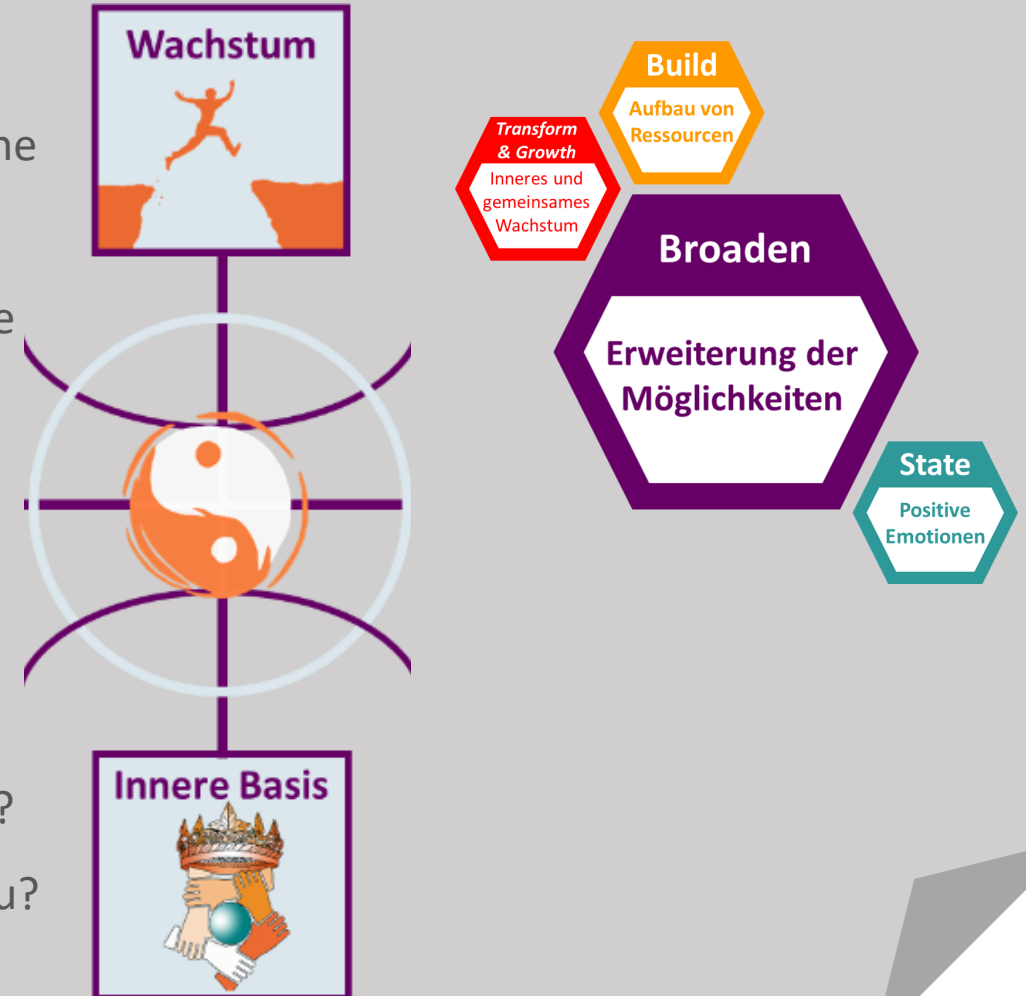 Wachstum
Build
Aufbau von
Ressourcen
Transform
& Growth
Inneres und
gemeinsames
Wachstum
Broaden
Erweiterung der
Möglichkeiten
State
Positive
Emotionen
Innere Basis